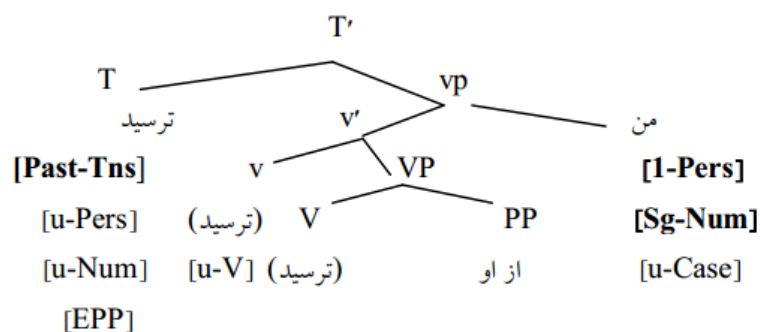 T′
T vp
ترسید v′ من
[Past-Tns] v VP [1-Pers]
[u-Pers] (ترسید) V PP [Sg-Num]
[u-Num] [u-V] (ترسید) از او [u-Case]
[EPP]